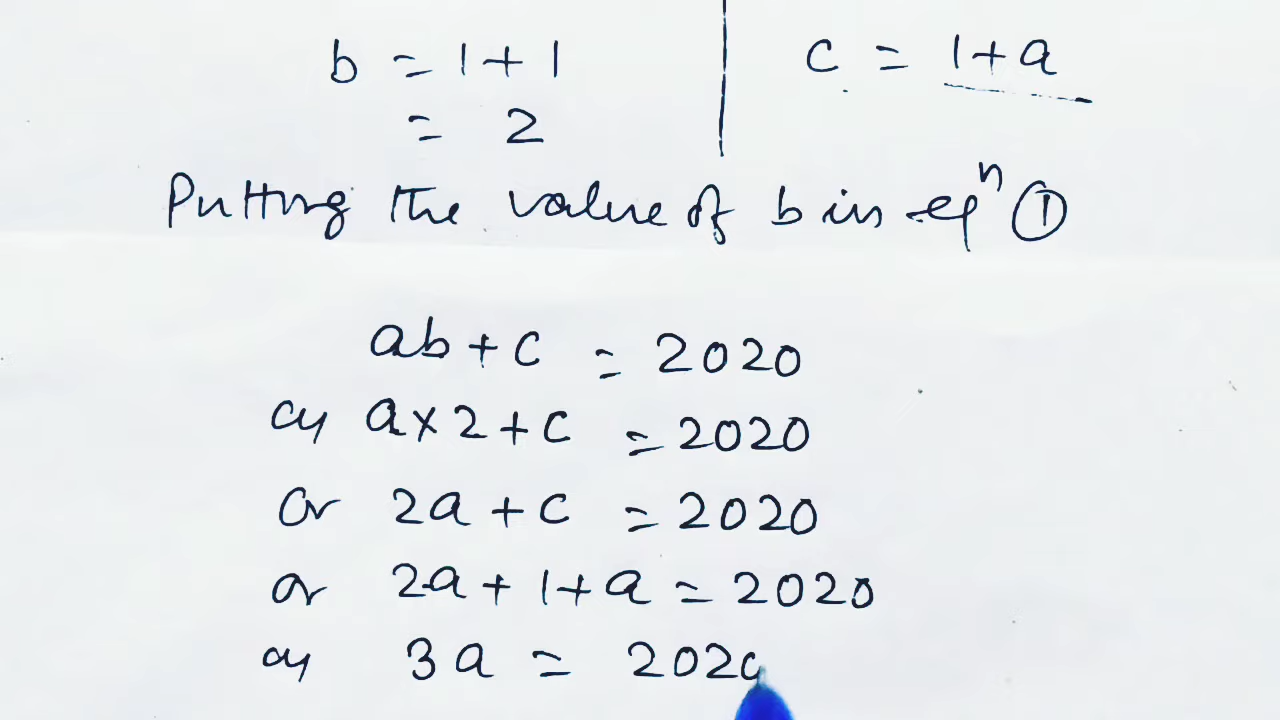 b = 1+1
= 2
c = 1+a
Putting the value of b in eqⁿ ①
ab+c = 2020
or a×2+c = 2020
or 2a+c = 2020
or 2a+1+a = 2020
or 3a = 2020